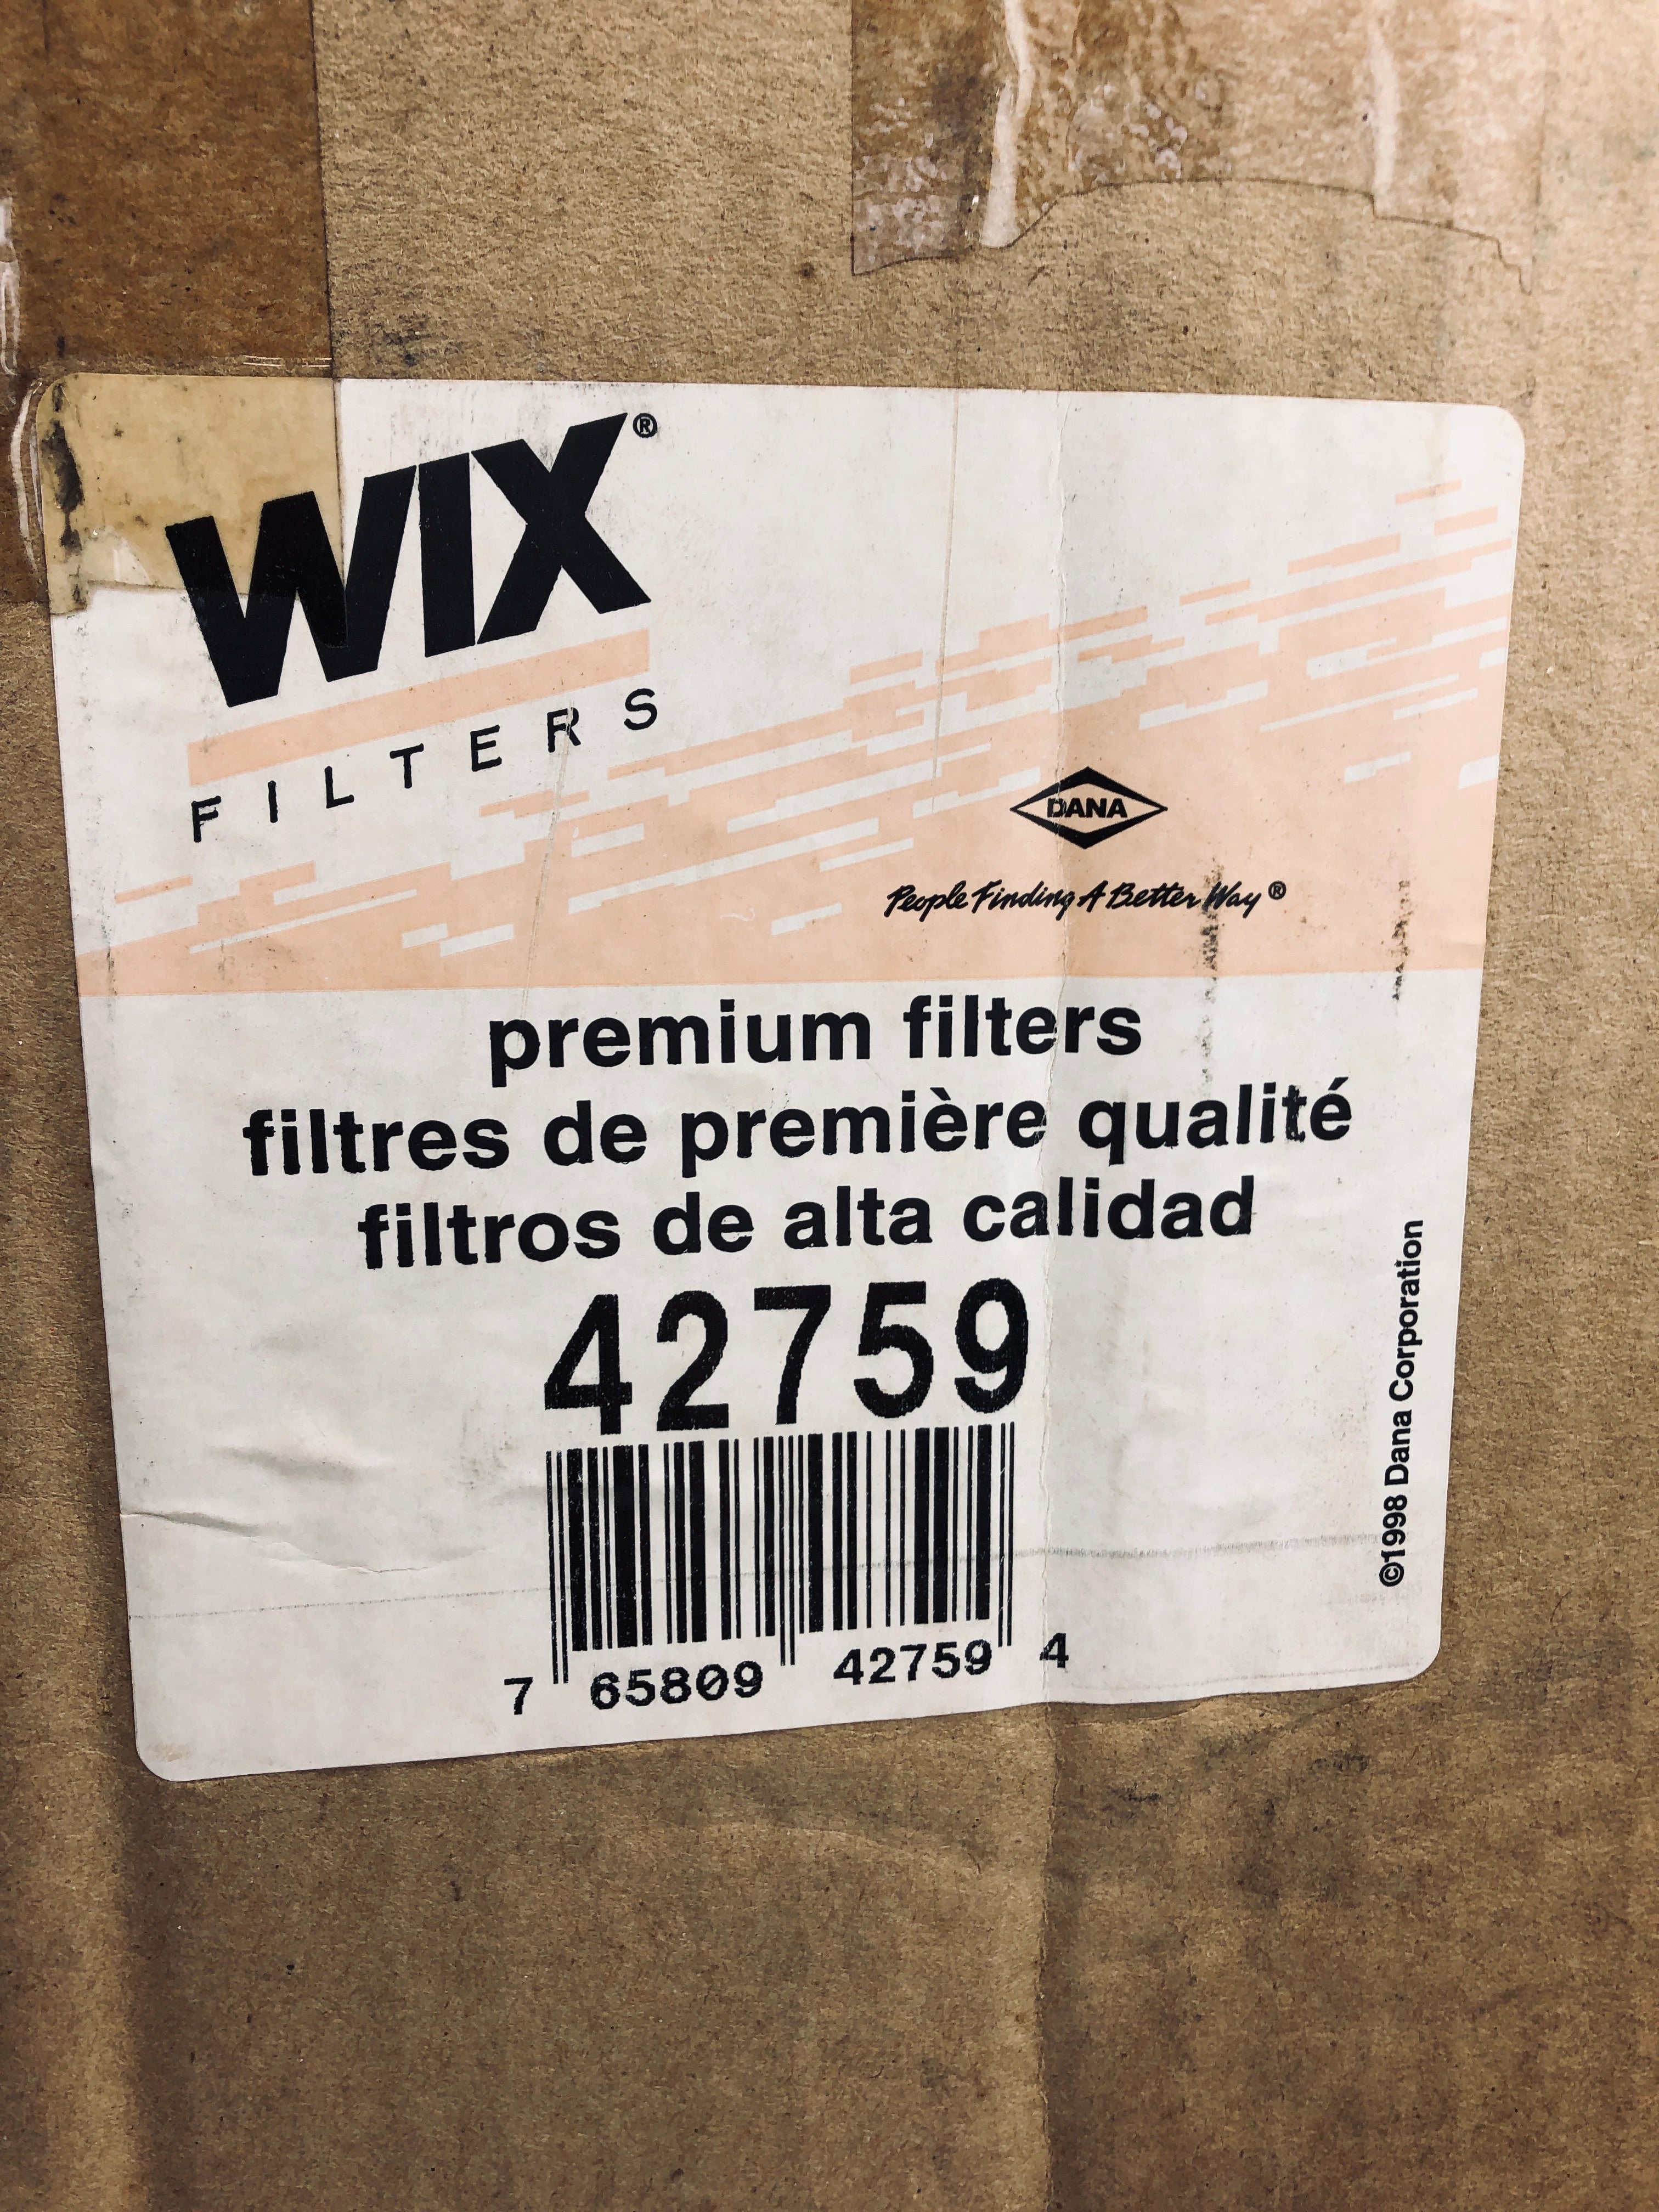 WIX®
FILTERS
DANA
People Finding A Better Way®
premium filters
filtres de première qualité
filtros de alta calidad
42759
7 65809 42759 4
©1998 Dana Corporation